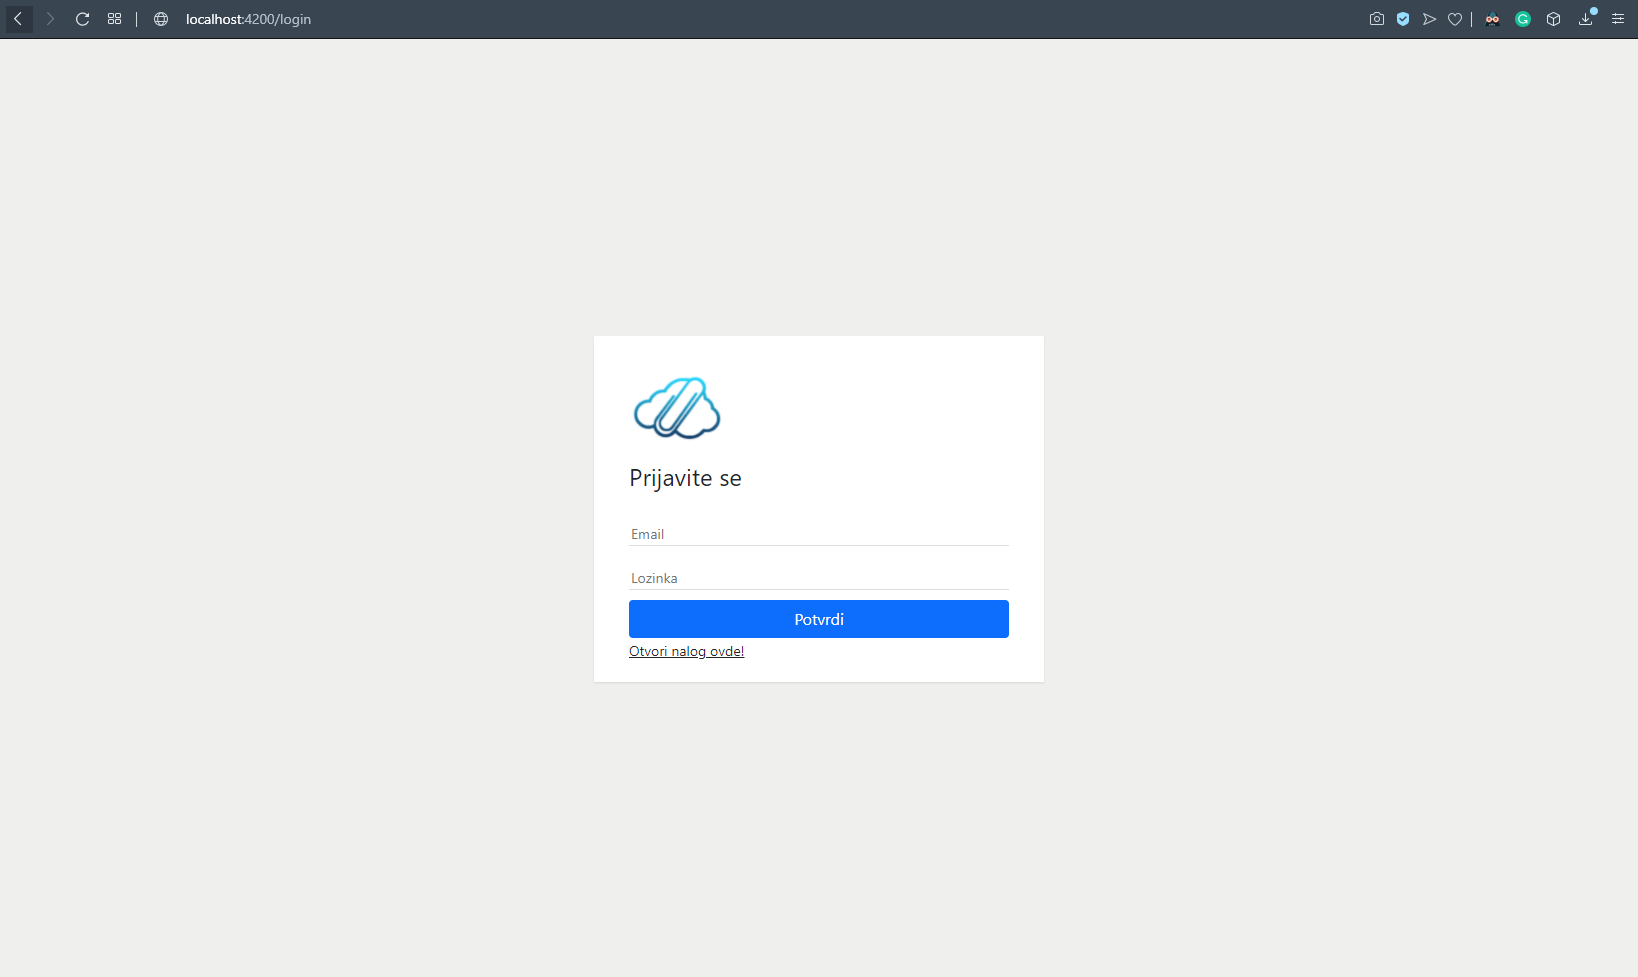 localhost:4200/login
Prijavite se
Email
Lozinka
Potvrdi
Otvori nalog ovde!